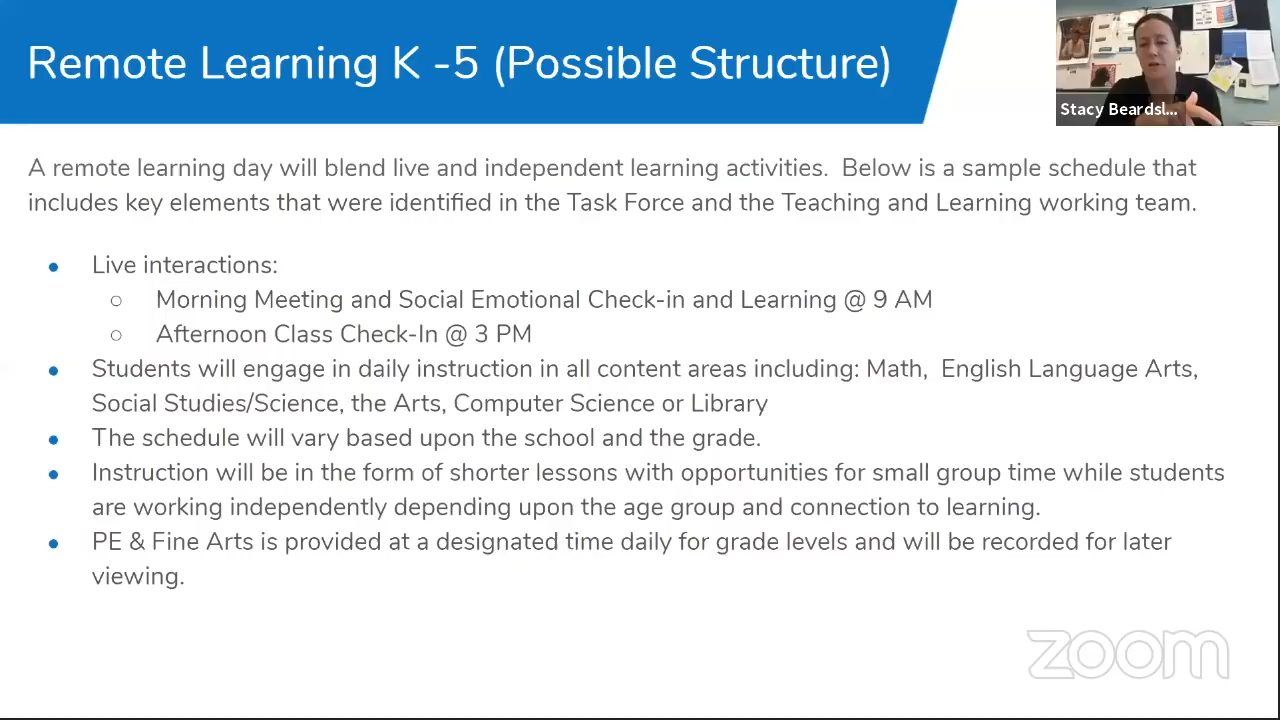 Remote Learning K -5 (Possible Structure)
Stacy Beardsl...
A remote learning day will blend live and independent learning activities.  Below is a sample schedule that
includes key elements that were identified in the Task Force and the Teaching and Learning working team.
● Live interactions:
○ Morning Meeting and Social Emotional Check-in and Learning @ 9 AM
○ Afternoon Class Check-In @ 3 PM
● Students will engage in daily instruction in all content areas including: Math,  English Language Arts,
Social Studies/Science, the Arts, Computer Science or Library
● The schedule will vary based upon the school and the grade.
● Instruction will be in the form of shorter lessons with opportunities for small group time while students
are working independently depending upon the age group and connection to learning.
● PE & Fine Arts is provided at a designated time daily for grade levels and will be recorded for later
viewing.
zoom